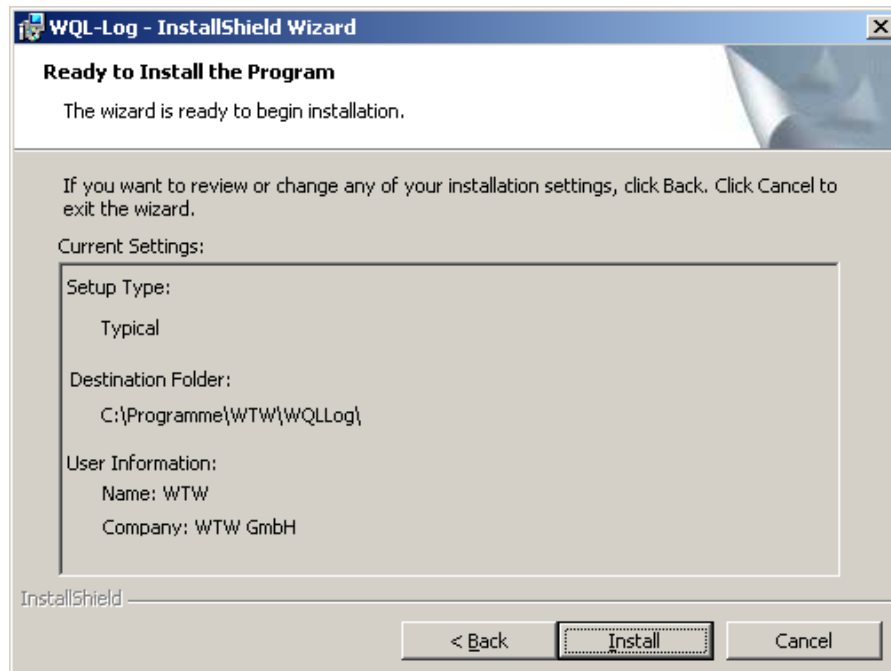 WQL-Log - InstallShield Wizard
Ready to Install the Program
The wizard is ready to begin installation.
If you want to review or change any of your installation settings, click Back. Click Cancel to
exit the wizard.
Current Settings:
Setup Type:
Typical
Destination Folder:
C:\Programme\WTW\WQLLog\
User Information:
Name: WTW
Company: WTW GmbH
InstallShield
< Back
Install
Cancel